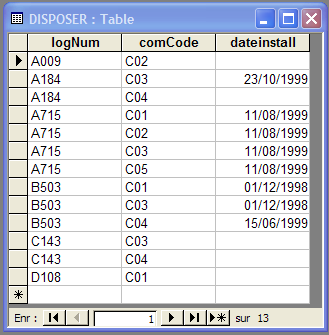 DISPOSER : Table
logNum comCode dateinstall
A009 C02
A184 C03 23/10/1999
A184 C04
A715 C01 11/08/1999
A715 C02 11/08/1999
A715 C03 11/08/1999
A715 C05 11/08/1999
B503 C01 01/12/1998
B503 C03 01/12/1998
B503 C04 15/06/1999
C143 C03
C143 C04
D108 C01
Enr : 1 sur 13